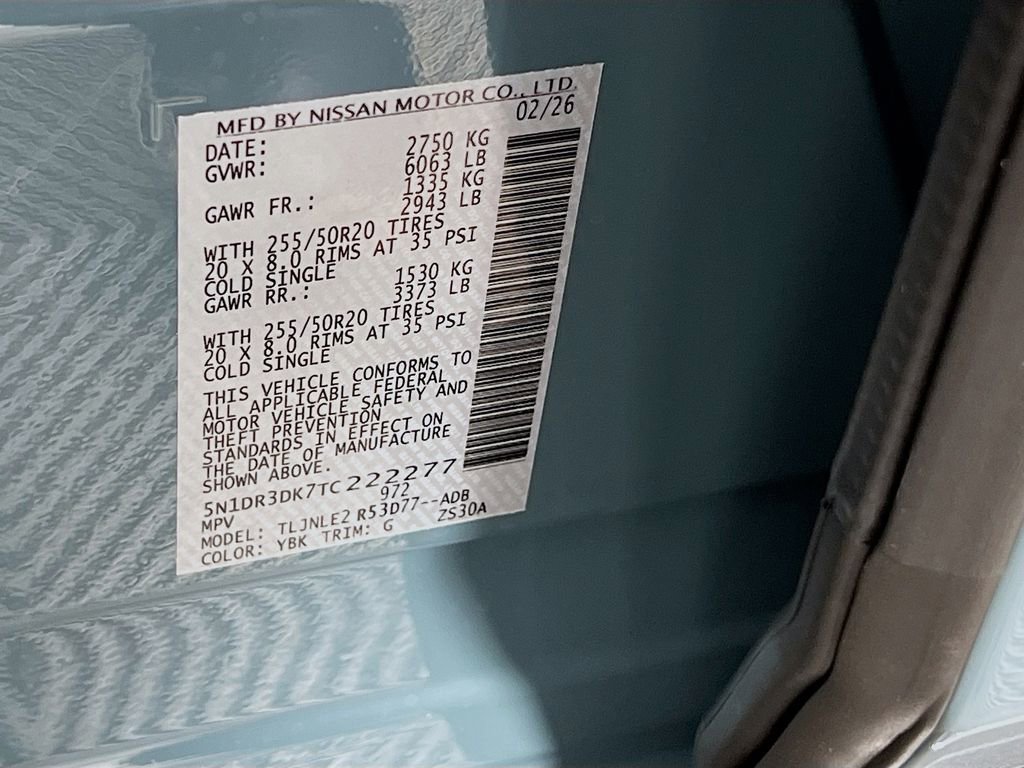 MFD BY NISSAN MOTOR CO., LTD.
DATE: 02/26
GVWR: 2750 KG
6063 LB
GAWR FR.: 1335 KG
2943 LB
WITH 255/50R20 TIRES
20 X 8.0 RIMS AT 35 PSI
COLD SINGLE
GAWR RR.: 1530 KG
3373 LB
WITH 255/50R20 TIRES
20 X 8.0 RIMS AT 35 PSI
COLD SINGLE
THIS VEHICLE CONFORMS TO
ALL APPLICABLE FEDERAL
MOTOR VEHICLE SAFETY AND
THEFT PREVENTION
STANDARDS IN EFFECT ON
THE DATE OF MANUFACTURE
SHOWN ABOVE.
5N1DR3DK7TC222277
MPV 972
MODEL: TLJNLE2 R53D77--ADB
COLOR: YBK TRIM: G ZS30A